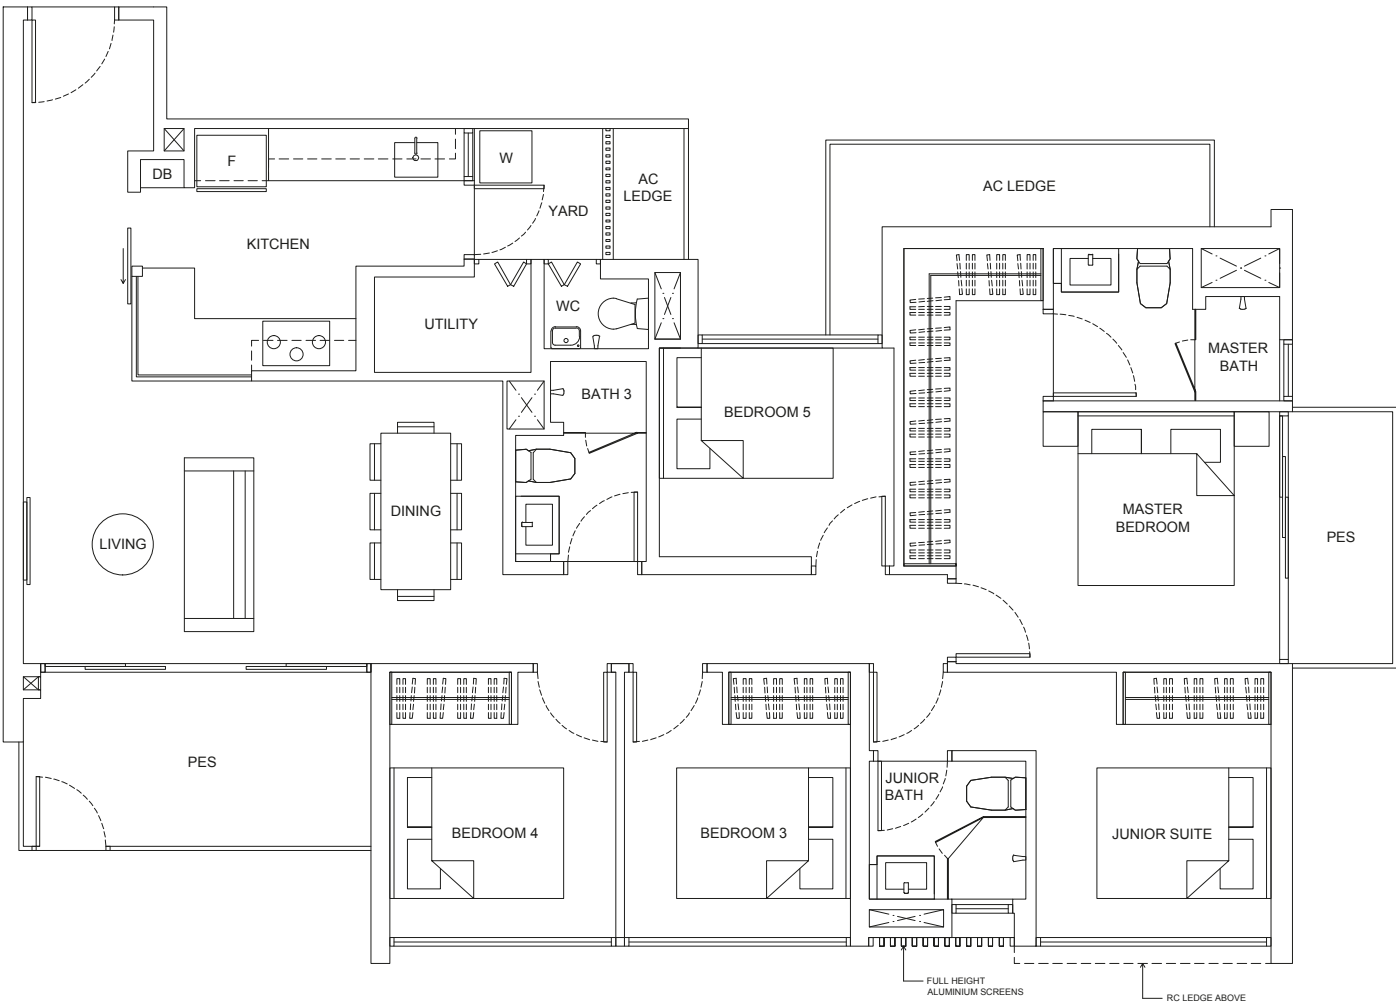 F
W
DB
AC
LEDGE
AC LEDGE
YARD
KITCHEN
WC
UTILITY
MASTER
BATH
BATH 3
BEDROOM 5
DINING
MASTER
BEDROOM
LIVING
PES
PES
JUNIOR
BATH
BEDROOM 4
BEDROOM 3
JUNIOR SUITE
FULL HEIGHT
ALUMINIUM SCREENS
RC LEDGE ABOVE